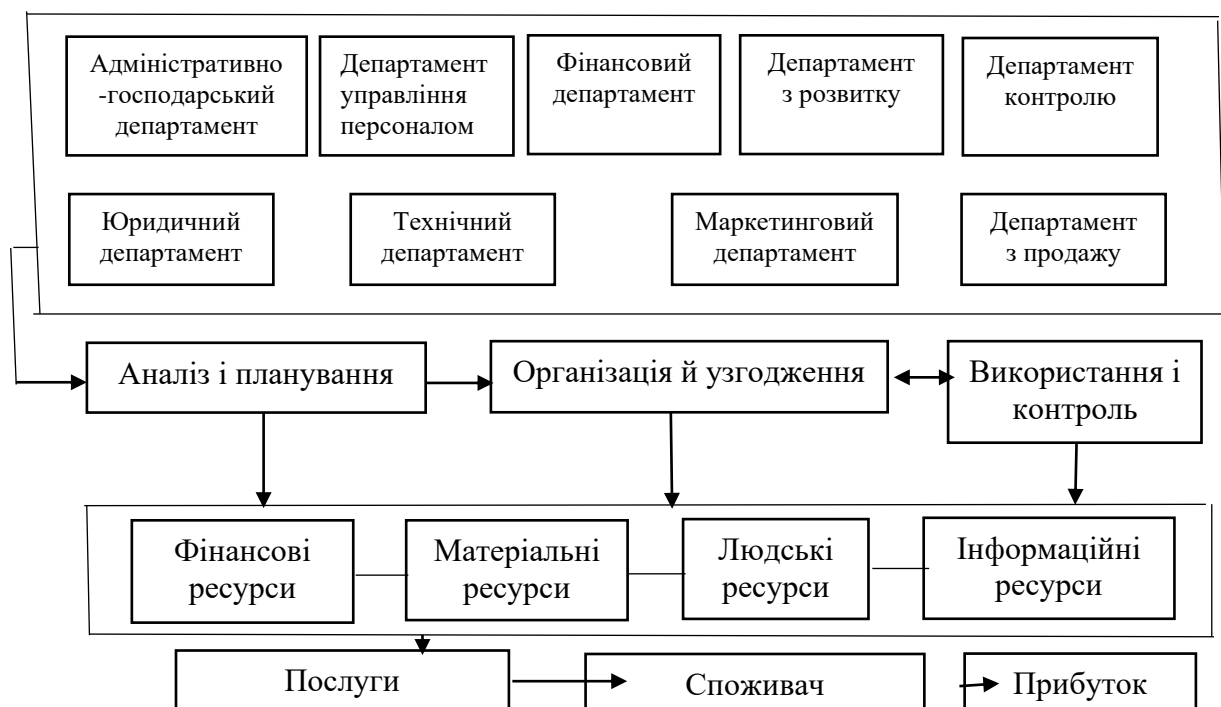 Адміністративно
-господарський
департамент
Департамент
управління
персоналом
Фінансовий
департамент
Департамент
з розвитку
Департамент
контролю
Юридичний
департамент
Технічний
департамент
Маркетинговий
департамент
Департамент
з продажу
Аналіз і планування
Організація й узгодження
Використання і
контроль
Фінансові
ресурси
Матеріальні
ресурси
Людські
ресурси
Інформаційні
ресурси
Послуги
Споживач
Прибуток